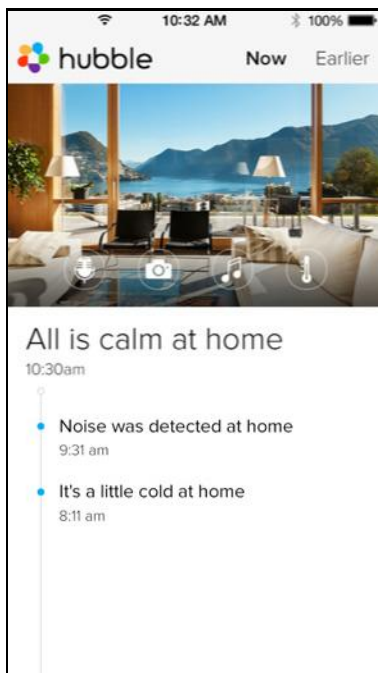 10:32 AM
100%
hubble
Now
Earlier
All is calm at home
10:30am
Noise was detected at home
9:31 am
It's a little cold at home
8:11 am